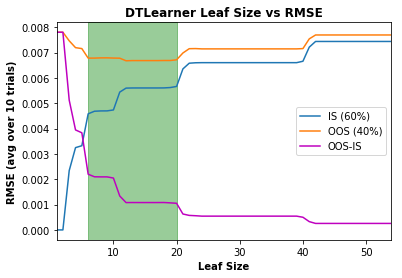 DTLearner Leaf Size vs RMSE
RMSE (avg over 10 trials)
0.008
0.007
0.006
0.005
0.004
0.003
0.002
0.001
0.000
IS (60%)
OOS (40%)
OOS-IS
10 20 30 40 50
Leaf Size